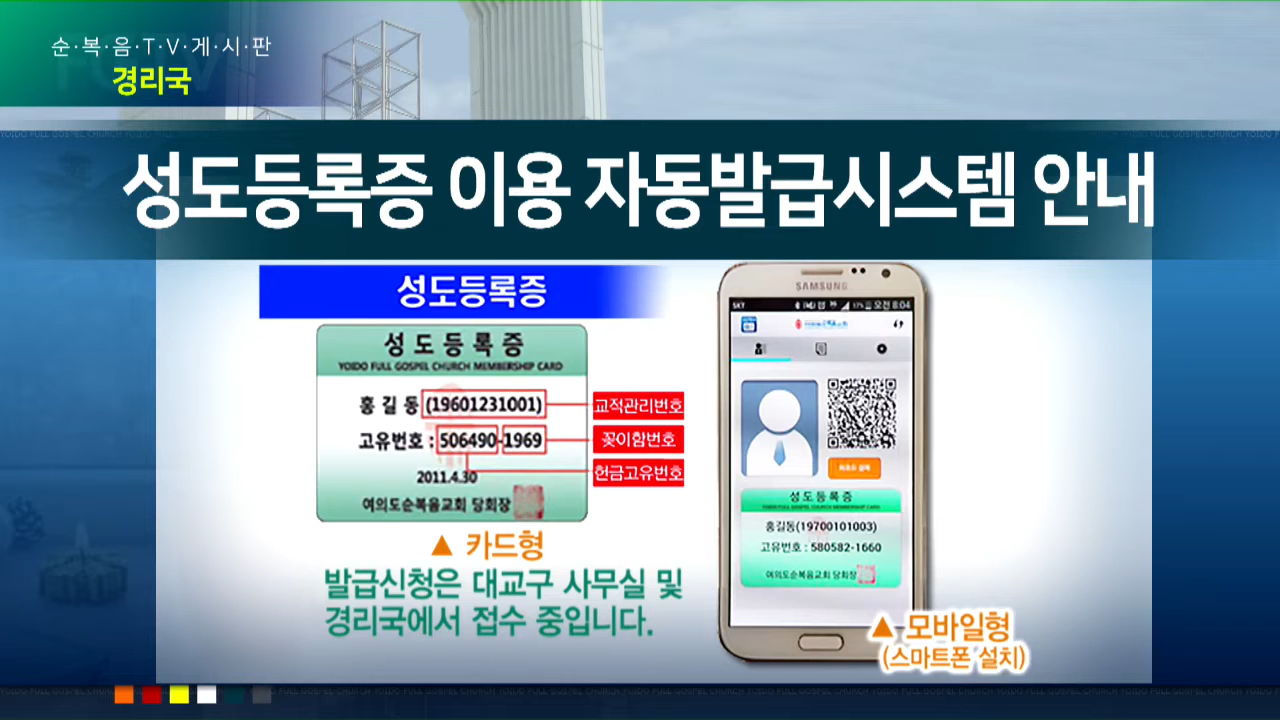 순·복·음·T·V·게·시·판
경리국
성도등록증 이용 자동발급시스템 안내
성도등록증
성도등록증
YOIDO FULL GOSPEL CHURCH MEMBERSHIP CARD
홍길동(19601231001)
교적관리번호
고유번호 : 506490-1969
꽂이함번호
헌금고유번호
2011.4.30
여의도순복음교회 당회장
▲ 카드형
발급신청은 대교구 사무실 및
경리국에서 접수 중입니다.
SAMSUNG
SKT
오전 8:04
성도등록증
홍길동(19700101003)
고유번호 : 580582-1660
여의도순복음교회 당회장
▲ 모바일형
(스마트폰 설치)